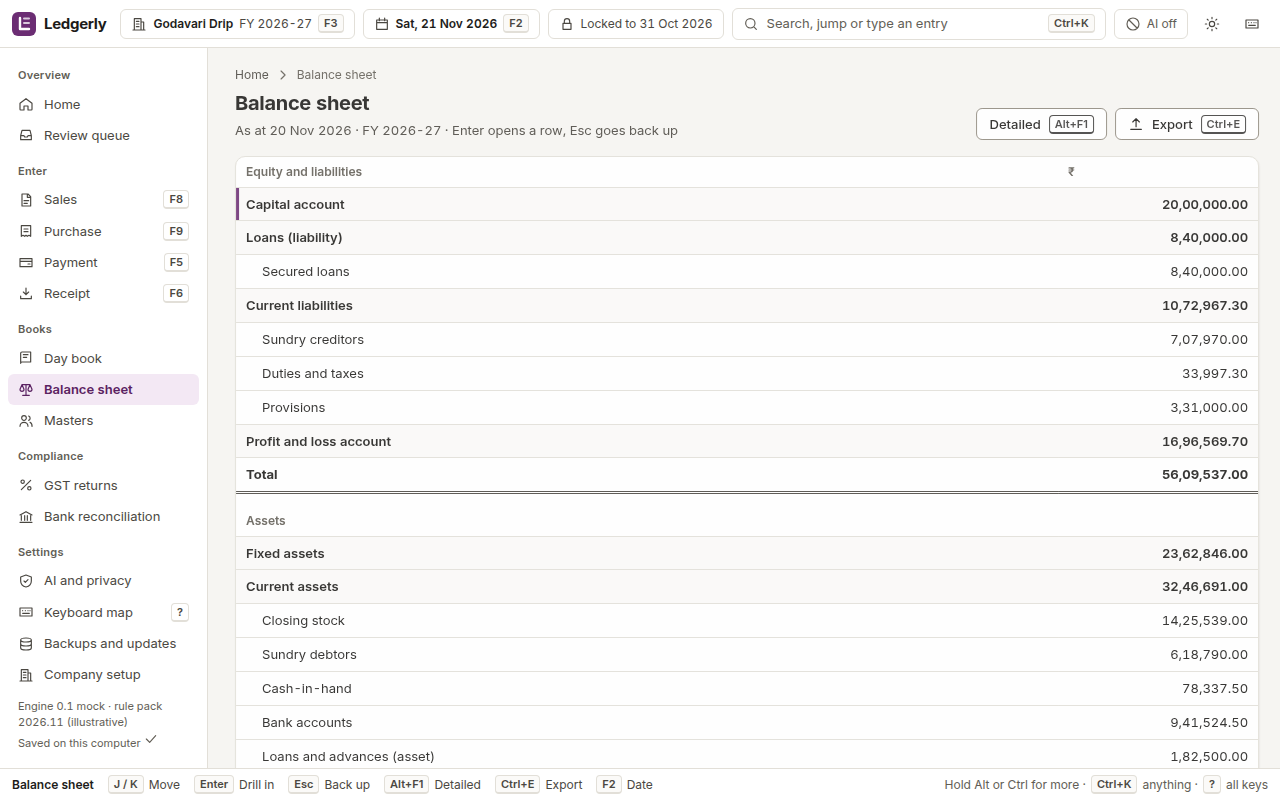 Ledgerly
Godavari Drip FY 2026-27 F3
Sat, 21 Nov 2026 F2
Locked to 31 Oct 2026
Search, jump or type an entry Ctrl+K
AI off
Overview
Home
Review queue
Enter
Sales F8
Purchase F9
Payment F5
Receipt F6
Books
Day book
Balance sheet
Masters
Compliance
GST returns
Bank reconciliation
Settings
AI and privacy
Keyboard map ?
Backups and updates
Company setup
Engine 0.1 mock · rule pack
2026.11 (illustrative)
Saved on this computer
Home > Balance sheet
Balance sheet
As at 20 Nov 2026 · FY 2026-27 · Enter opens a row, Esc goes back up
Detailed Alt+F1
Export Ctrl+E
Equity and liabilities ₹
Capital account 20,00,000.00
Loans (liability) 8,40,000.00
Secured loans 8,40,000.00
Current liabilities 10,72,967.30
Sundry creditors 7,07,970.00
Duties and taxes 33,997.30
Provisions 3,31,000.00
Profit and loss account 16,96,569.70
Total 56,09,537.00
Assets
Fixed assets 23,62,846.00
Current assets 32,46,691.00
Closing stock 14,25,539.00
Sundry debtors 6,18,790.00
Cash-in-hand 78,337.50
Bank accounts 9,41,524.50
Loans and advances (asset) 1,82,500.00
Balance sheet J / K Move Enter Drill in Esc Back up Alt+F1 Detailed Ctrl+E Export F2 Date
Hold Alt or Ctrl for more · Ctrl+K anything · ? all keys